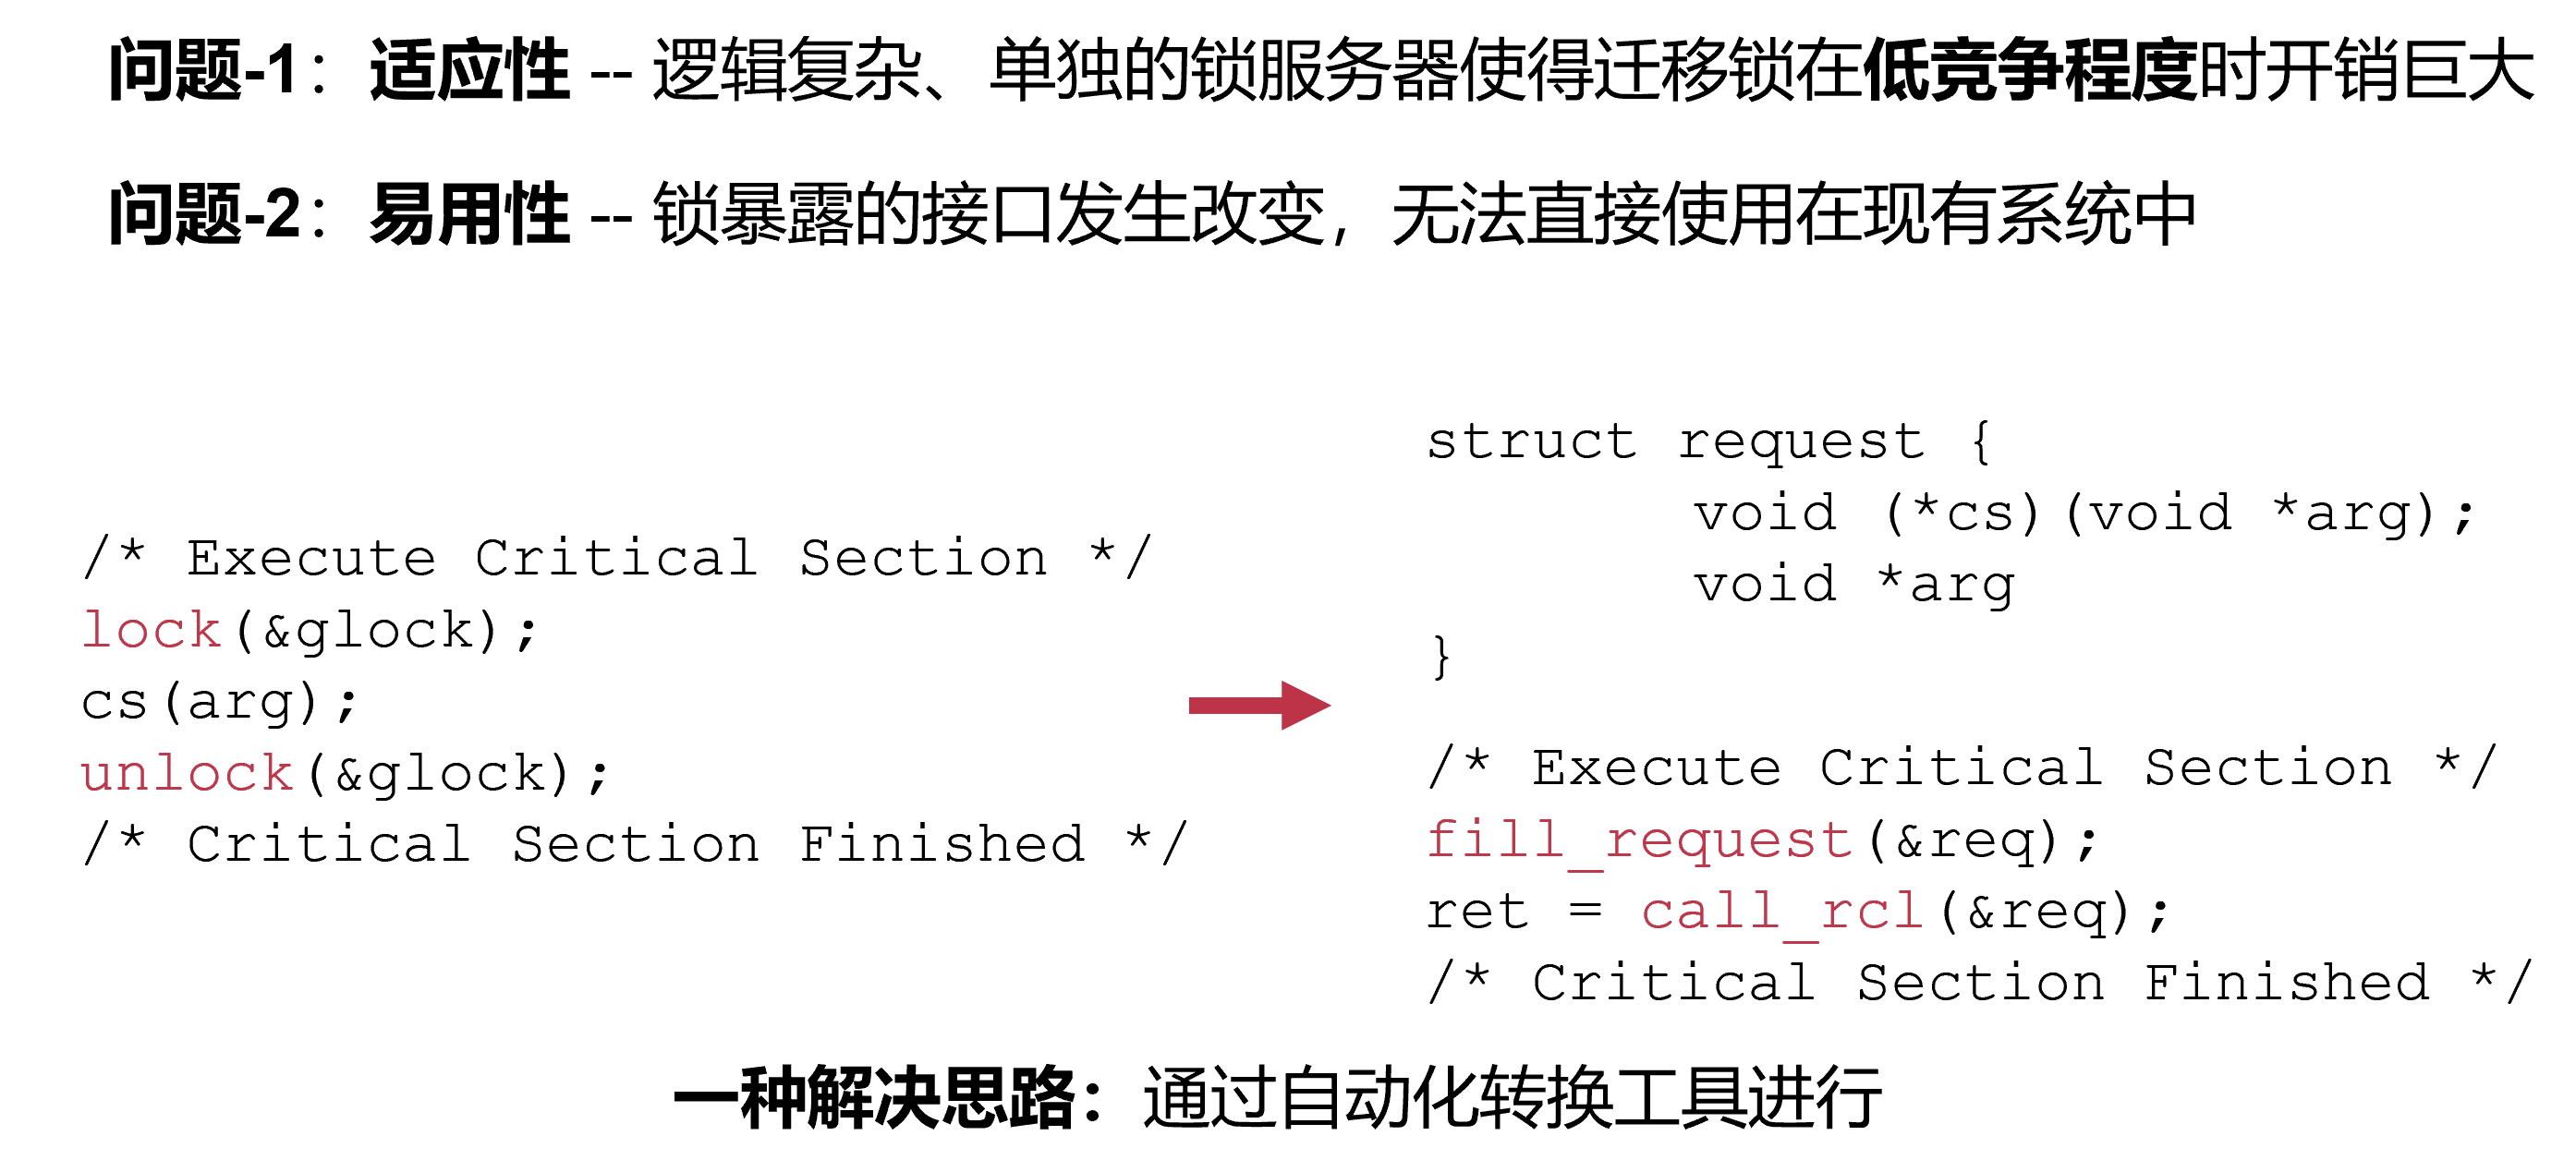 问题-1：适应性 -- 逻辑复杂、单独的锁服务器使得迁移锁在低竞争程度时开销巨大
问题-2：易用性 -- 锁暴露的接口发生改变，无法直接使用在现有系统中
/* Execute Critical Section */
lock(&glock);
cs(arg);
unlock(&glock);
/* Critical Section Finished */
struct request {
void (*cs)(void *arg);
void *arg
}
/* Execute Critical Section */
fill_request(&req);
ret = call_rcl(&req);
/* Critical Section Finished */
一种解决思路：通过自动化转换工具进行